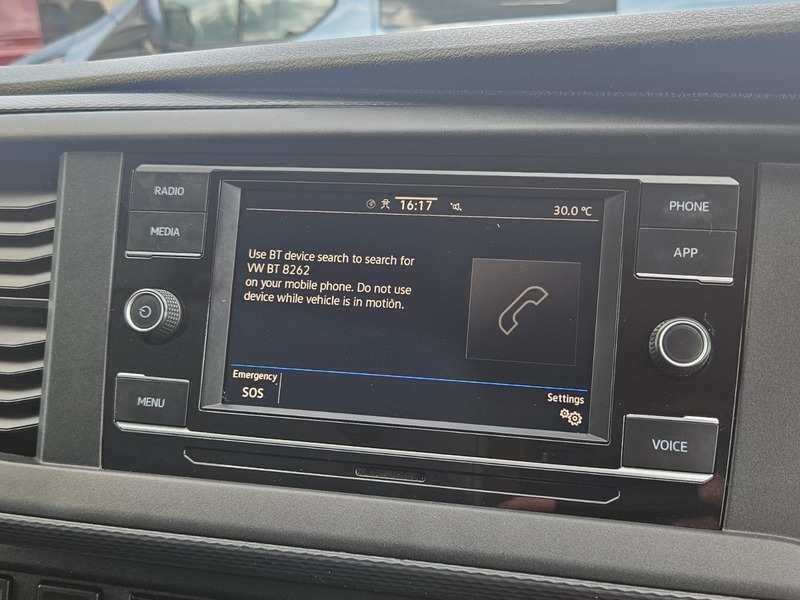 RADIO
MEDIA
MENU
16:17
30.0 °C
Use BT device search to search for
VW BT 8262
on your mobile phone. Do not use
device while vehicle is in motion.
Emergency
SOS
Settings
PHONE
APP
VOICE